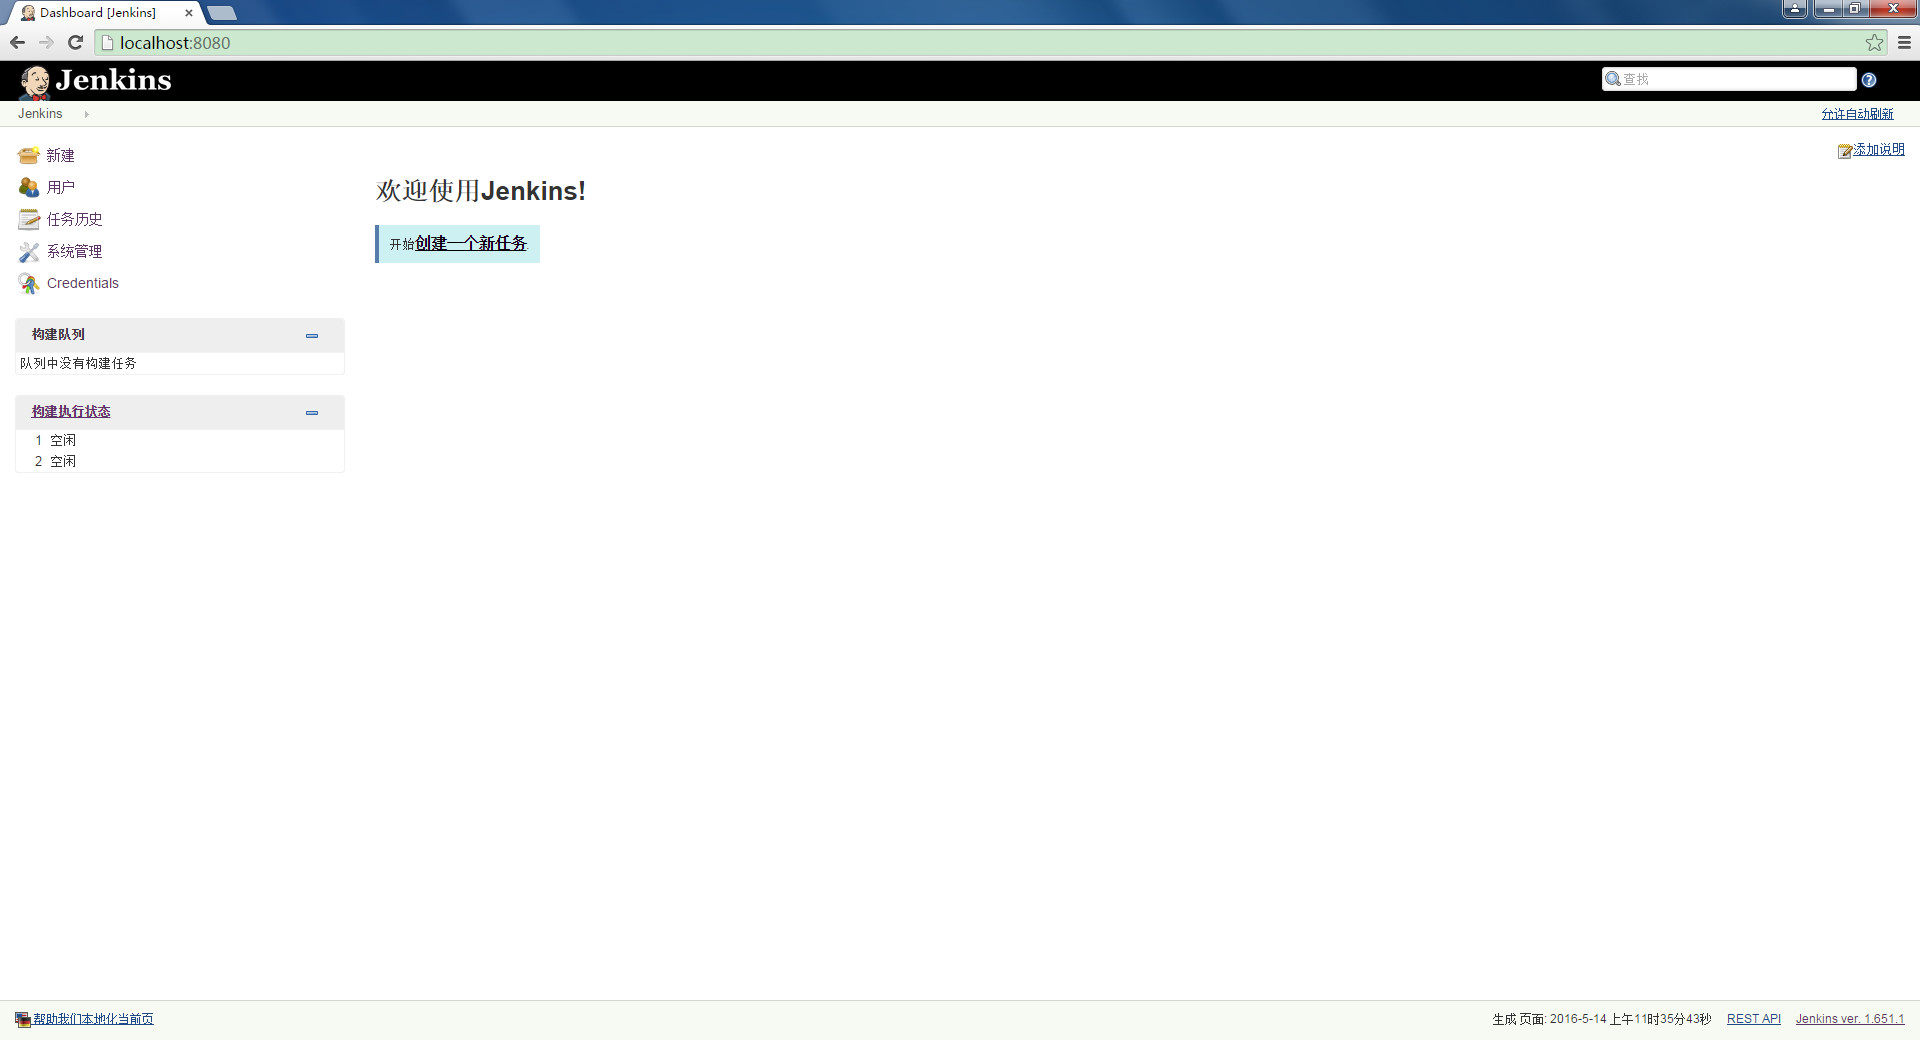 Dashboard [Jenkins]
localhost:8080
Jenkins
查找
Jenkins
允许自动刷新
新建
用户
任务历史
系统管理
Credentials
添加说明
欢迎使用Jenkins!
开始创建一个新任务.
构建队列
队列中没有构建任务
构建执行状态
1 空闲
2 空闲
帮助我们本地化当前页
生成页面: 2016-5-14 上午11时35分43秒 REST API Jenkins ver. 1.651.1